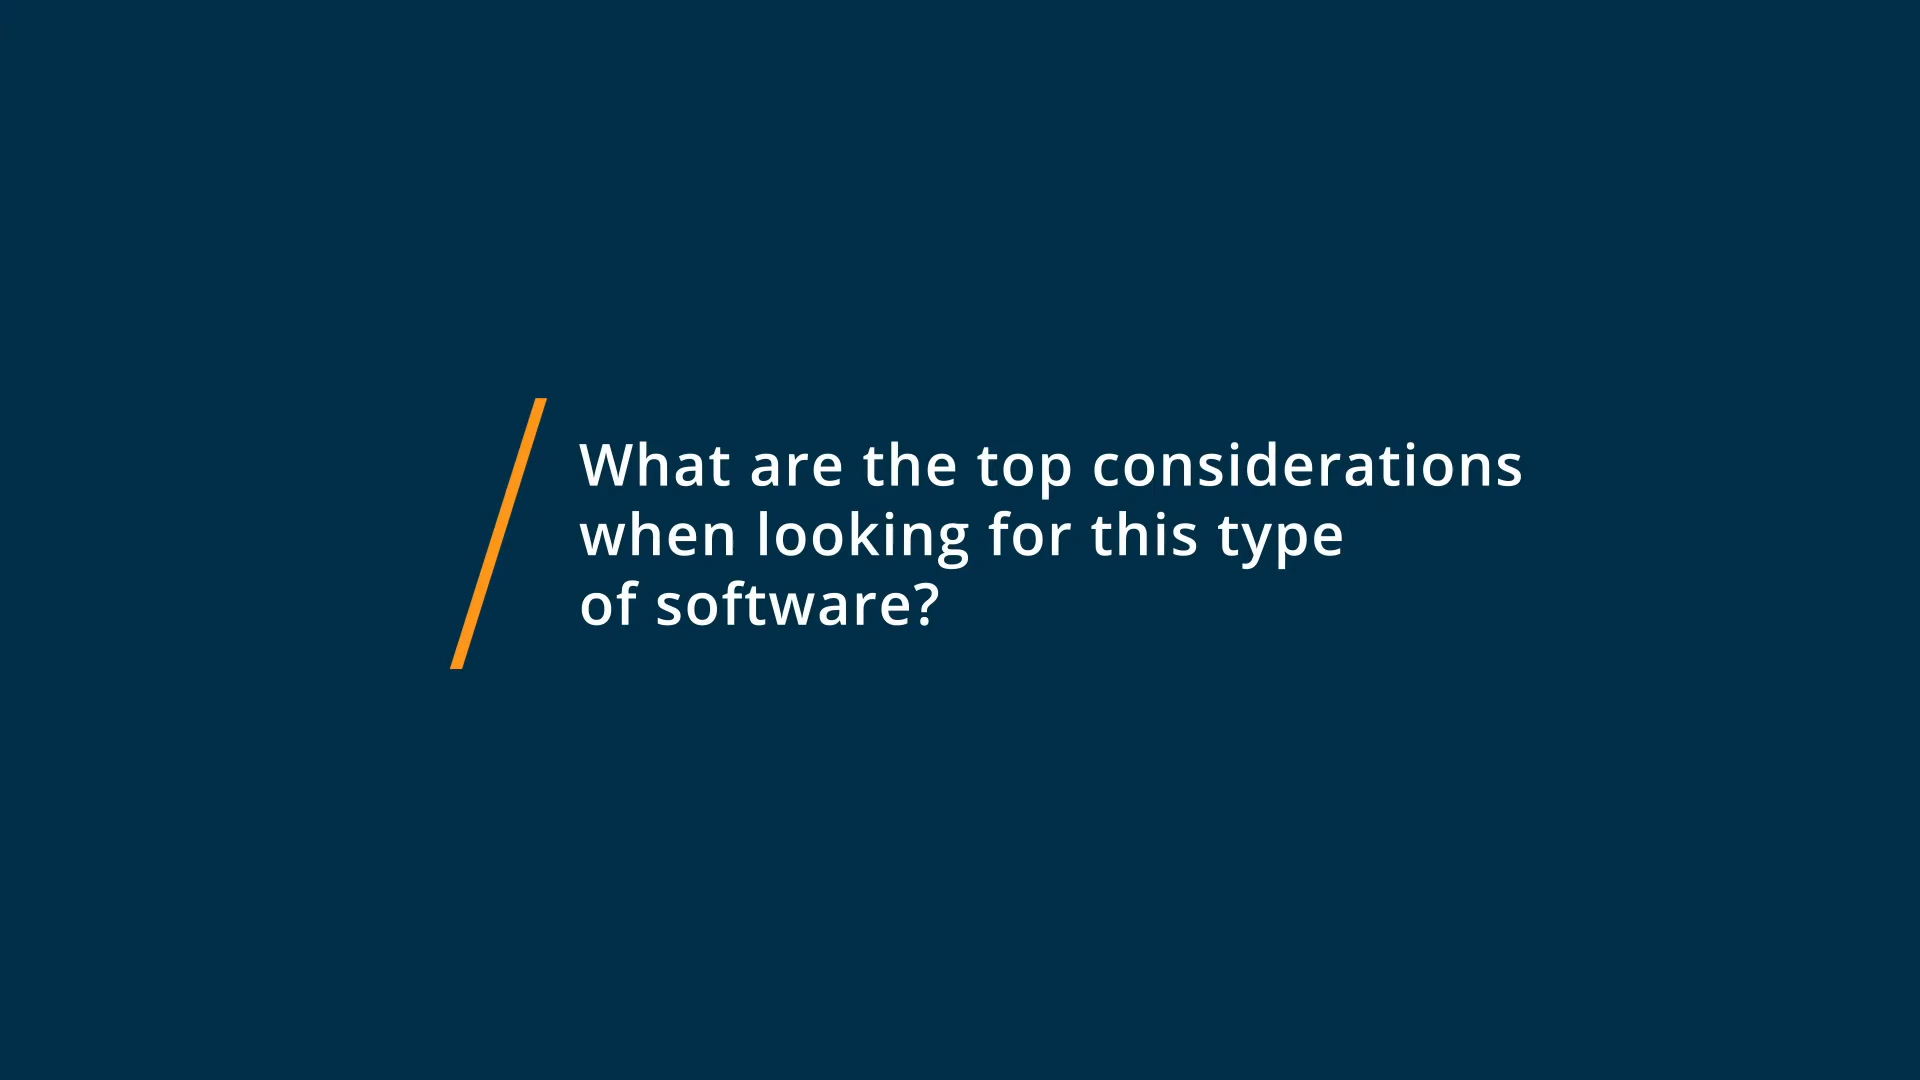 What are the top considerations
when looking for this type
of software?